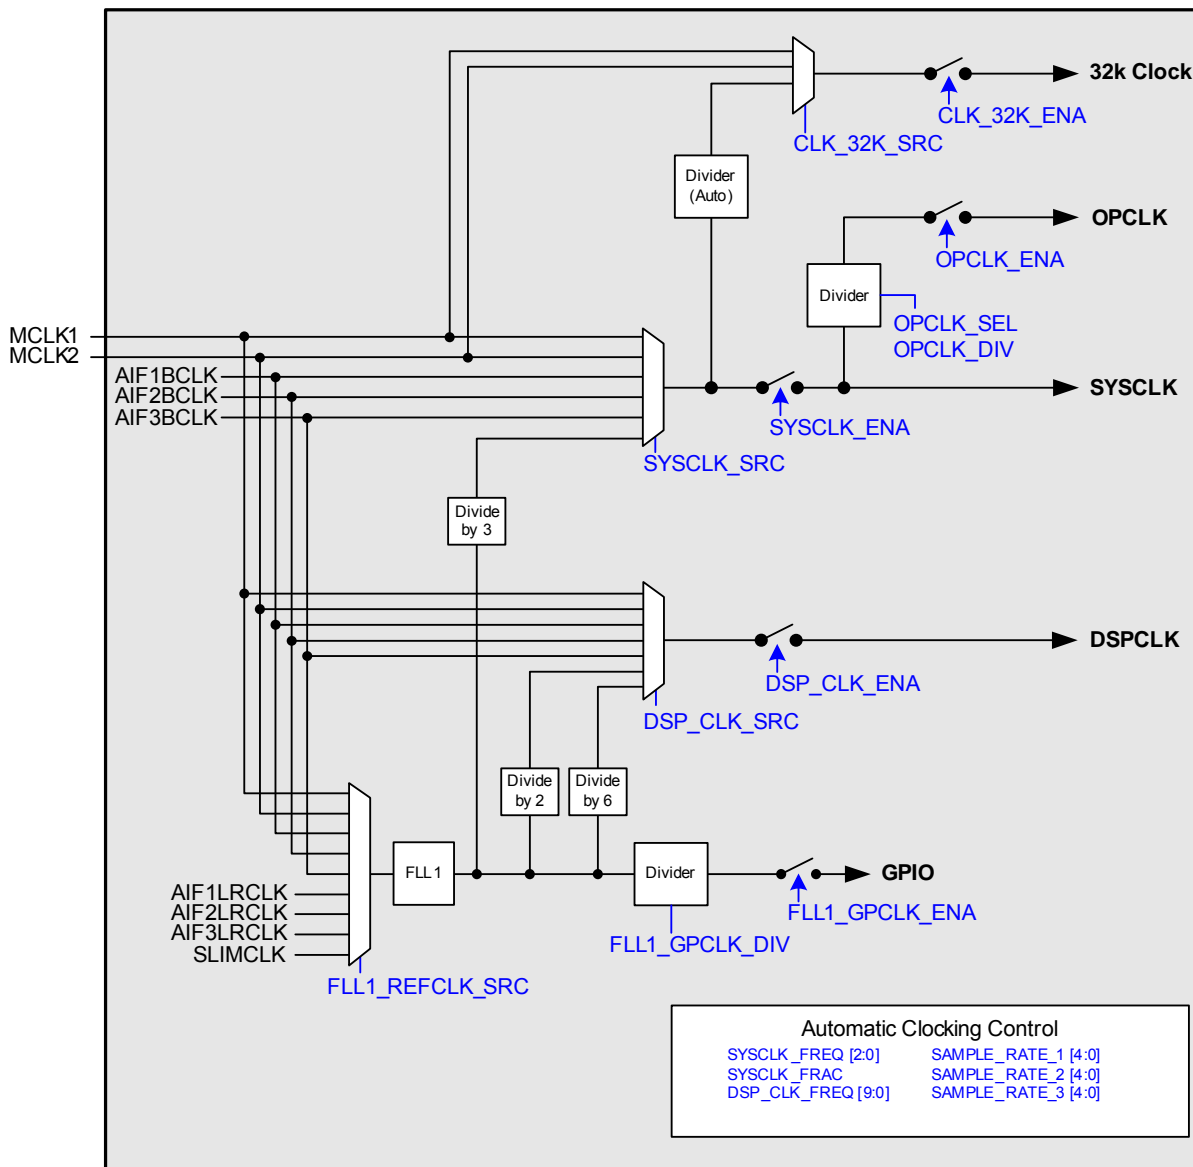 32k Clock
CLK_32K_ENA
CLK_32K_SRC
Divider
(Auto)
OPCLK
OPCLK_ENA
Divider
OPCLK_SEL
OPCLK_DIV
MCLK1
MCLK2
AIF1BCLK
AIF2BCLK
AIF3BCLK
SYSCLK
SYSCLK_ENA
SYSCLK_SRC
Divide
by 3
DSPCLK
DSP_CLK_ENA
DSP_CLK_SRC
Divide
by 2
Divide
by 6
FLL1
Divider
GPIO
AIF1LRCLK
AIF2LRCLK
AIF3LRCLK
SLIMCLK
FLL1_GPCLK_ENA
FLL1_GPCLK_DIV
FLL1_REFCLK_SRC
Automatic Clocking Control
SYSCLK_FREQ [2:0] SAMPLE_RATE_1 [4:0]
SYSCLK_FRAC SAMPLE_RATE_2 [4:0]
DSP_CLK_FREQ [9:0] SAMPLE_RATE_3 [4:0]